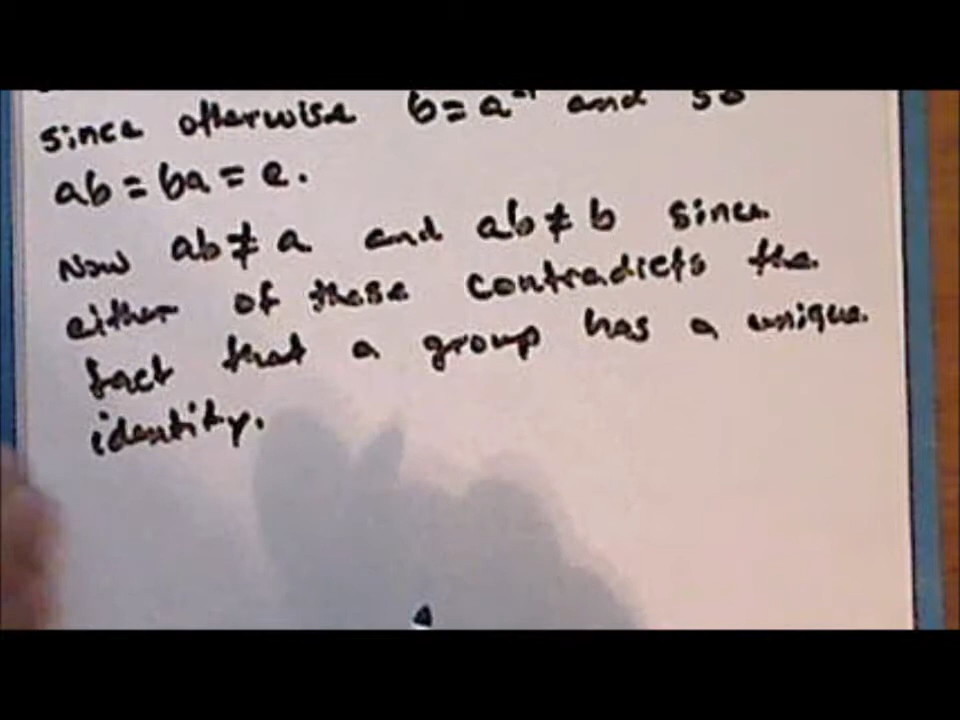 since otherwise b=a⁻¹ and so
ab = ba = e.
Now ab ≠ a and ab ≠ b since
either of these contradicts the
fact that a group has a unique
identity.